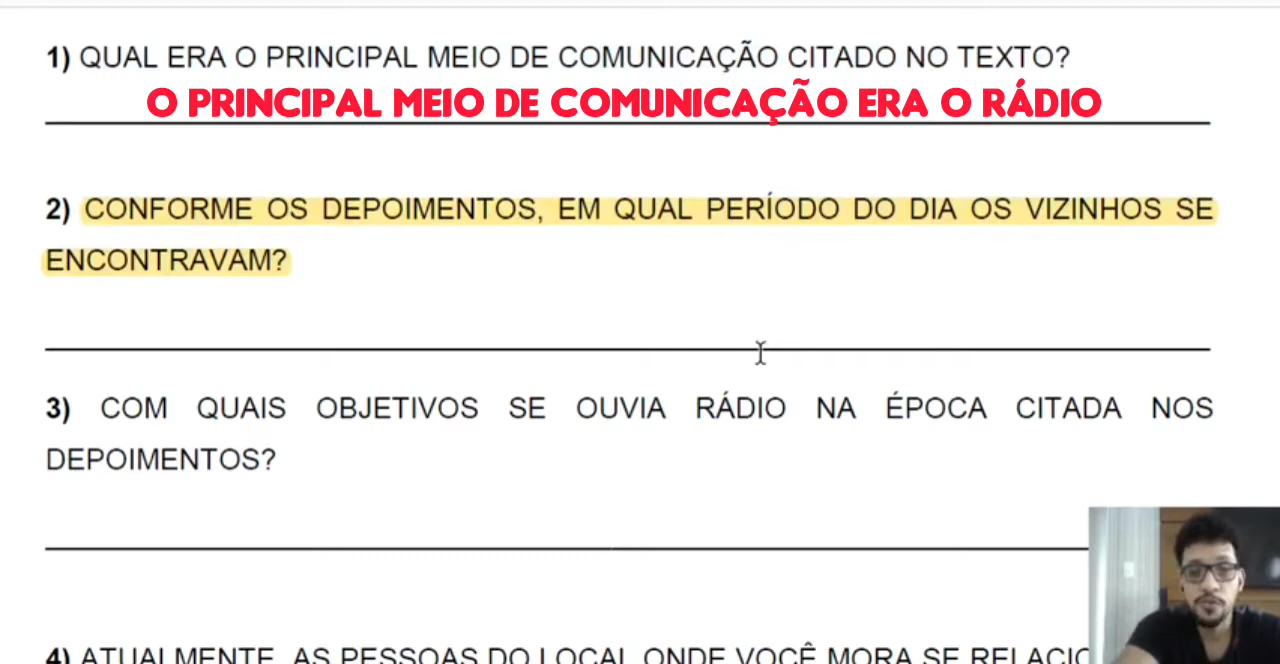 1) QUAL ERA O PRINCIPAL MEIO DE COMUNICAÇÃO CITADO NO TEXTO?
O PRINCIPAL MEIO DE COMUNICAÇÃO ERA O RÁDIO
2) CONFORME OS DEPOIMENTOS, EM QUAL PERÍODO DO DIA OS VIZINHOS SE
ENCONTRAVAM?
3) COM QUAIS OBJETIVOS SE OUVIA RÁDIO NA ÉPOCA CITADA NOS
DEPOIMENTOS?
4) ATUALMENTE, AS PESSOAS DO LOCAL ONDE VOCÊ MORA SE